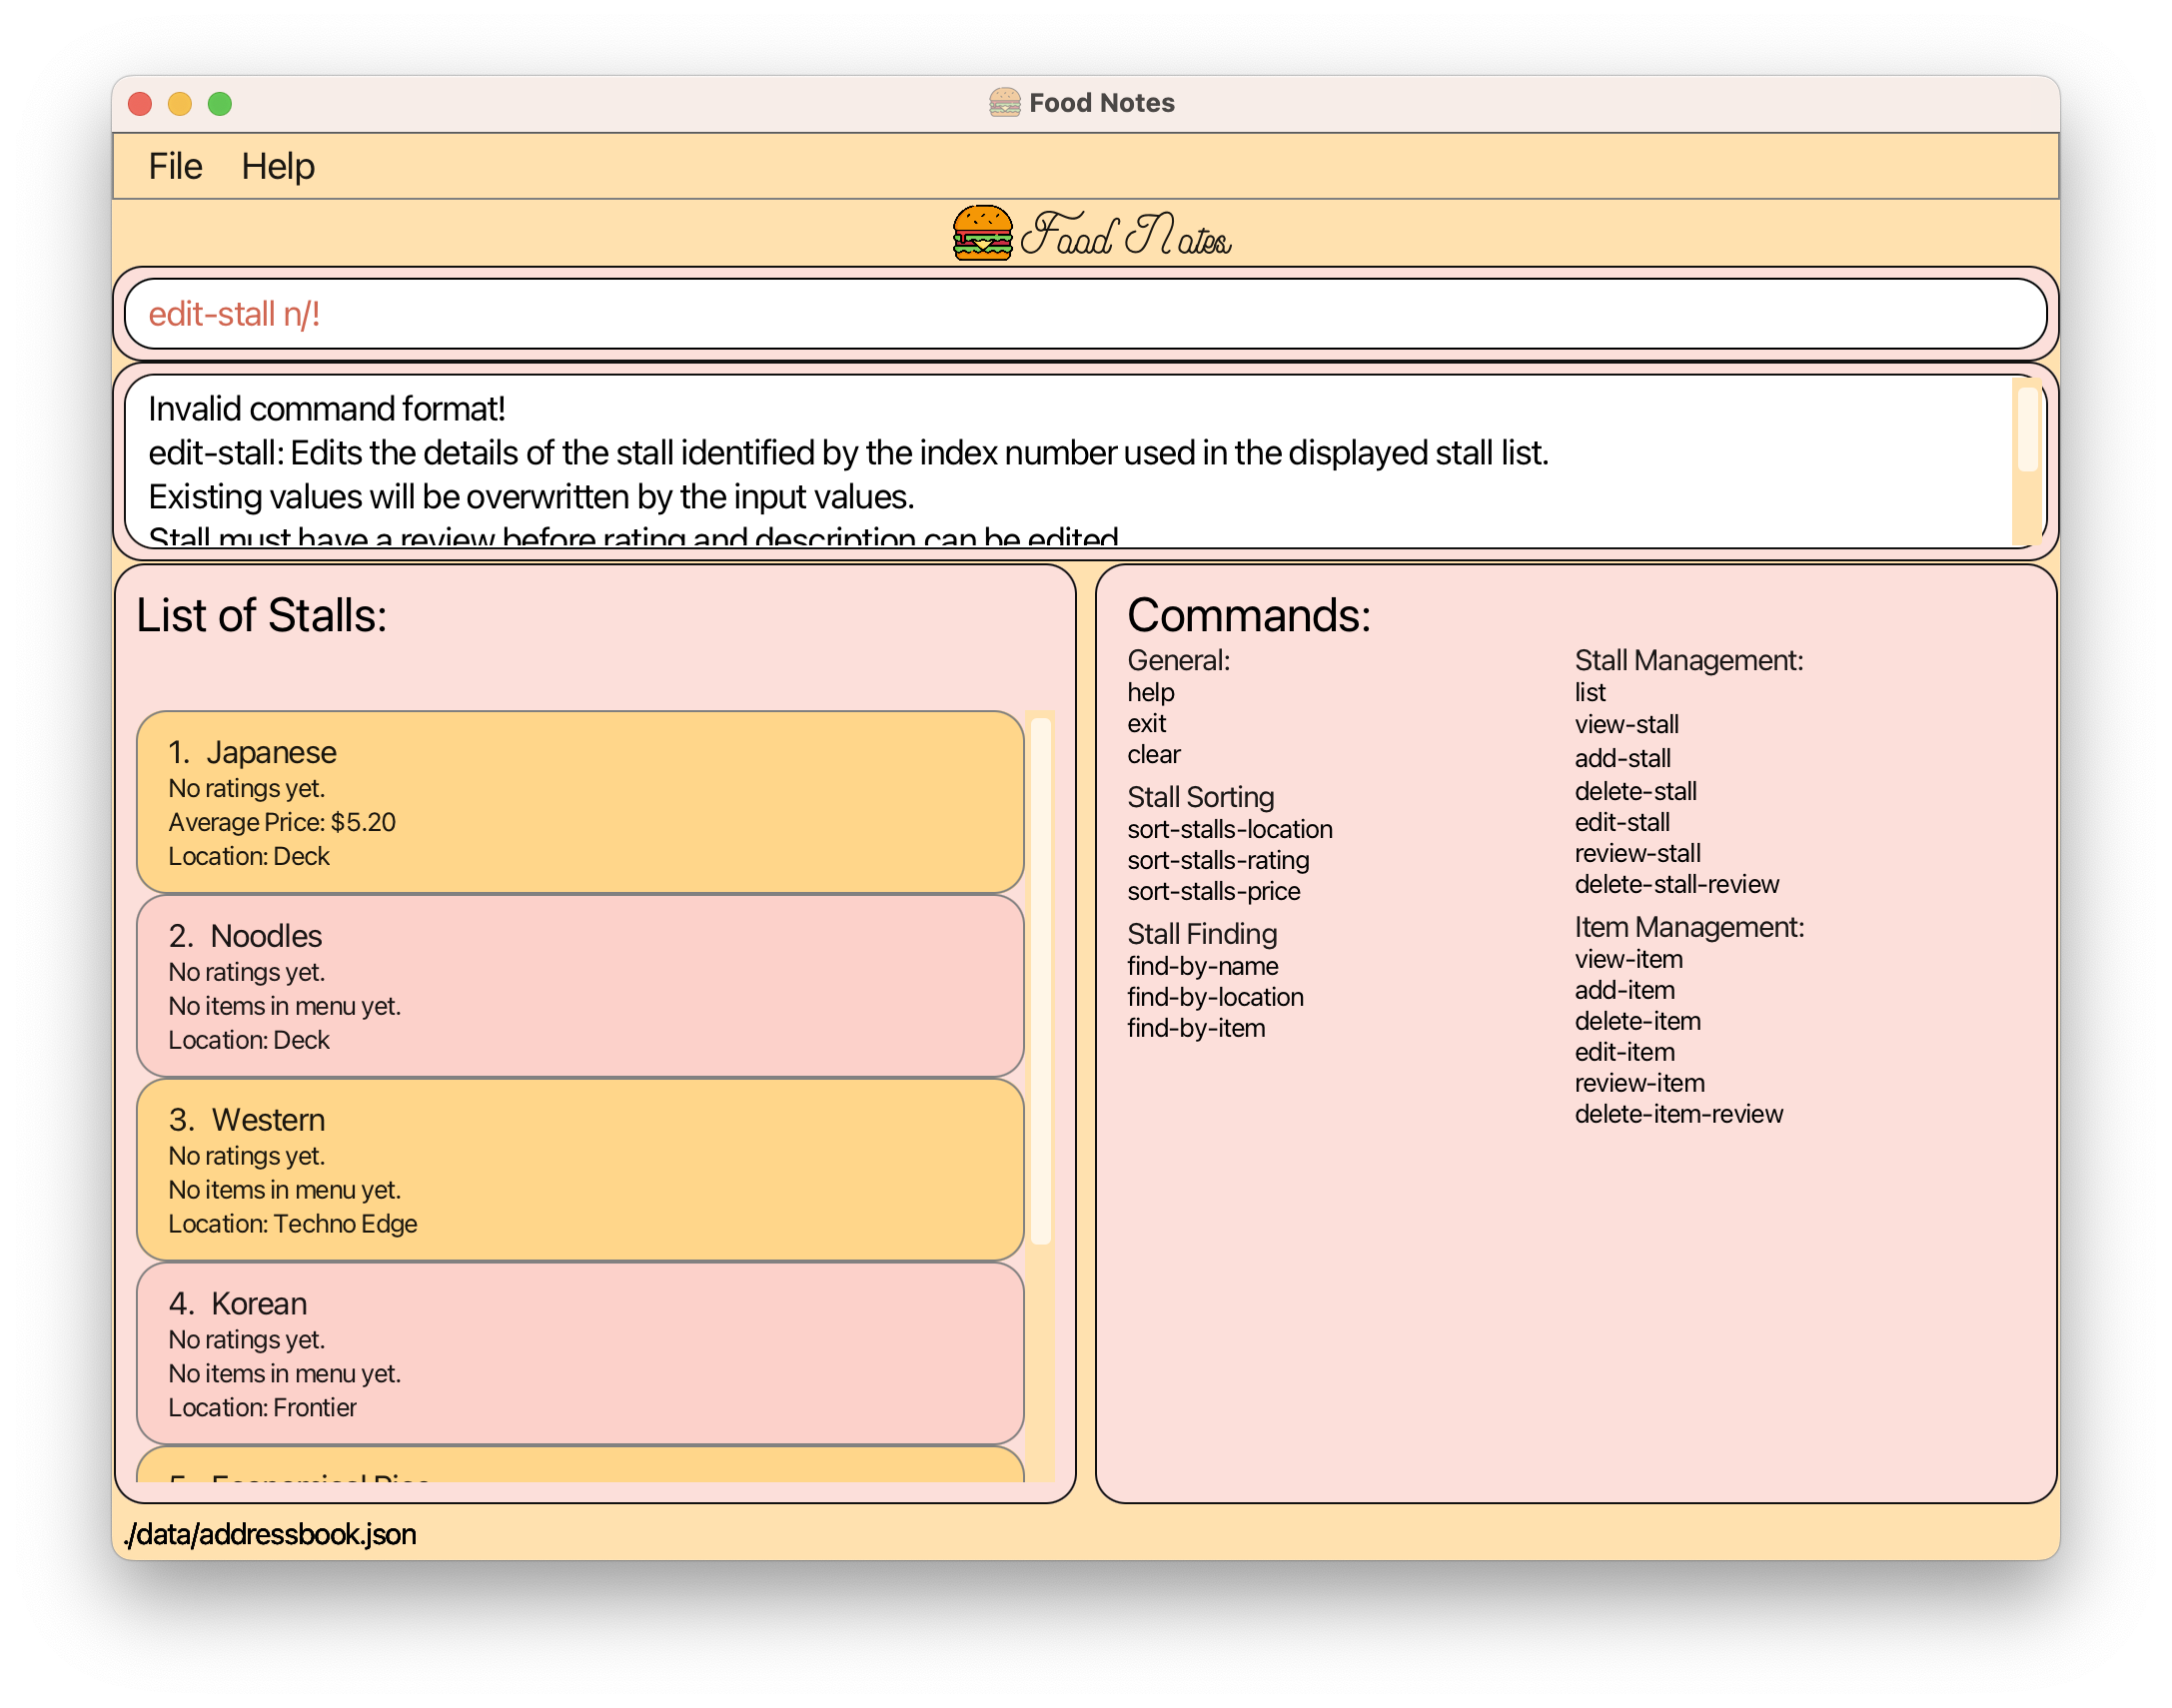 Food Notes
File Help
Food Notes
edit-stall n/!
Invalid command format!
edit-stall: Edits the details of the stall identified by the index number used in the displayed stall list.
Existing values will be overwritten by the input values.
Stall must have a review before rating and description can be edited
List of Stalls:
1. Japanese
No ratings yet.
Average Price: $5.20
Location: Deck
2. Noodles
No ratings yet.
No items in menu yet.
Location: Deck
3. Western
No ratings yet.
No items in menu yet.
Location: Techno Edge
4. Korean
No ratings yet.
No items in menu yet.
Location: Frontier
5. Economical Rice
Commands:
General:
help
exit
clear
Stall Sorting
sort-stalls-location
sort-stalls-rating
sort-stalls-price
Stall Finding
find-by-name
find-by-location
find-by-item
Stall Management:
list
view-stall
add-stall
delete-stall
edit-stall
review-stall
delete-stall-review
Item Management:
view-item
add-item
delete-item
edit-item
review-item
delete-item-review
./data/addressbook.json